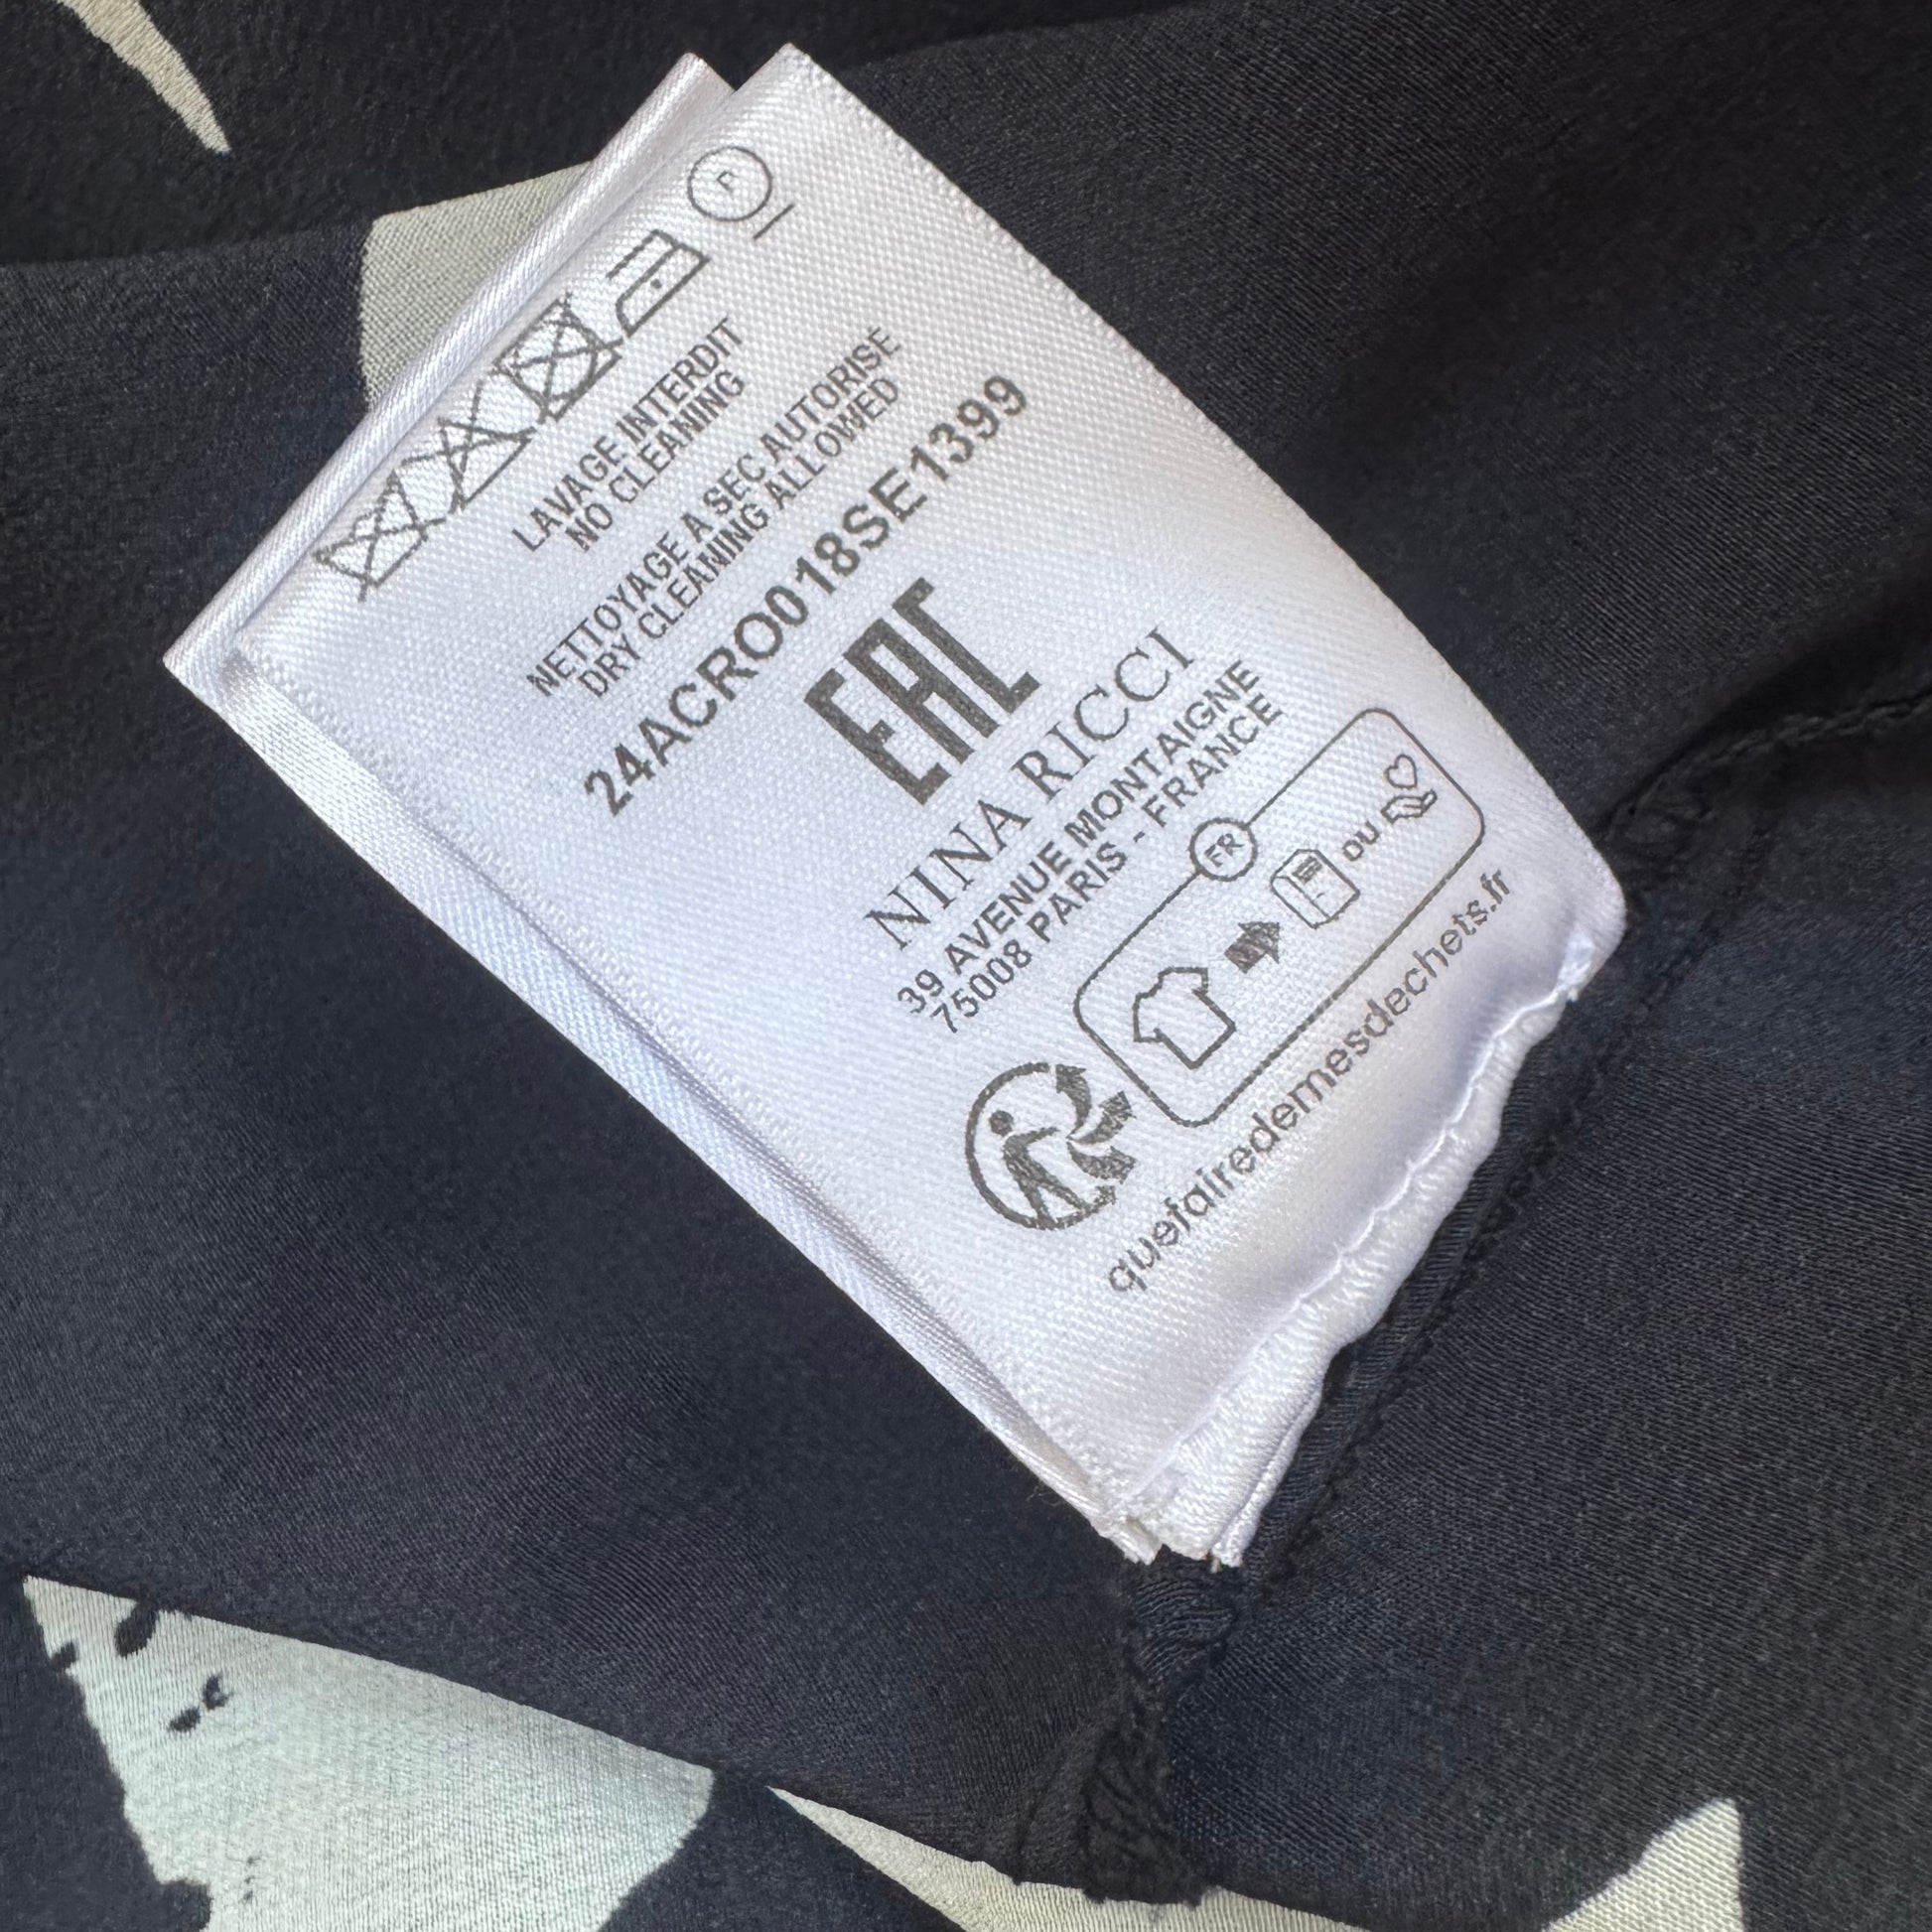 P
LAVAGE INTERDIT
NO CLEANING
NETTOYAGE A SEC AUTORISE
DRY CLEANING ALLOWED
24ACRO018SE1399
EAC
NINA RICCI
39 AVENUE MONTAIGNE
75008 PARIS - FRANCE
FR
DU
quefairedemesdechets.fr